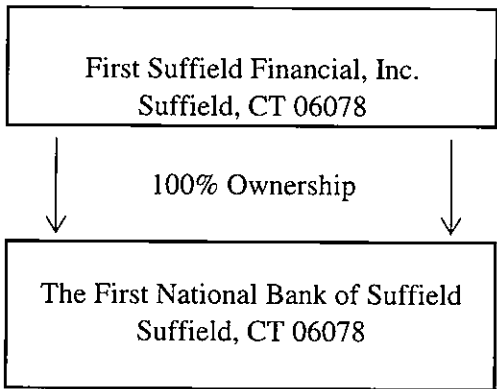 First Suffield Financial, Inc.
Suffield, CT 06078
100% Ownership
The First National Bank of Suffield
Suffield, CT 06078